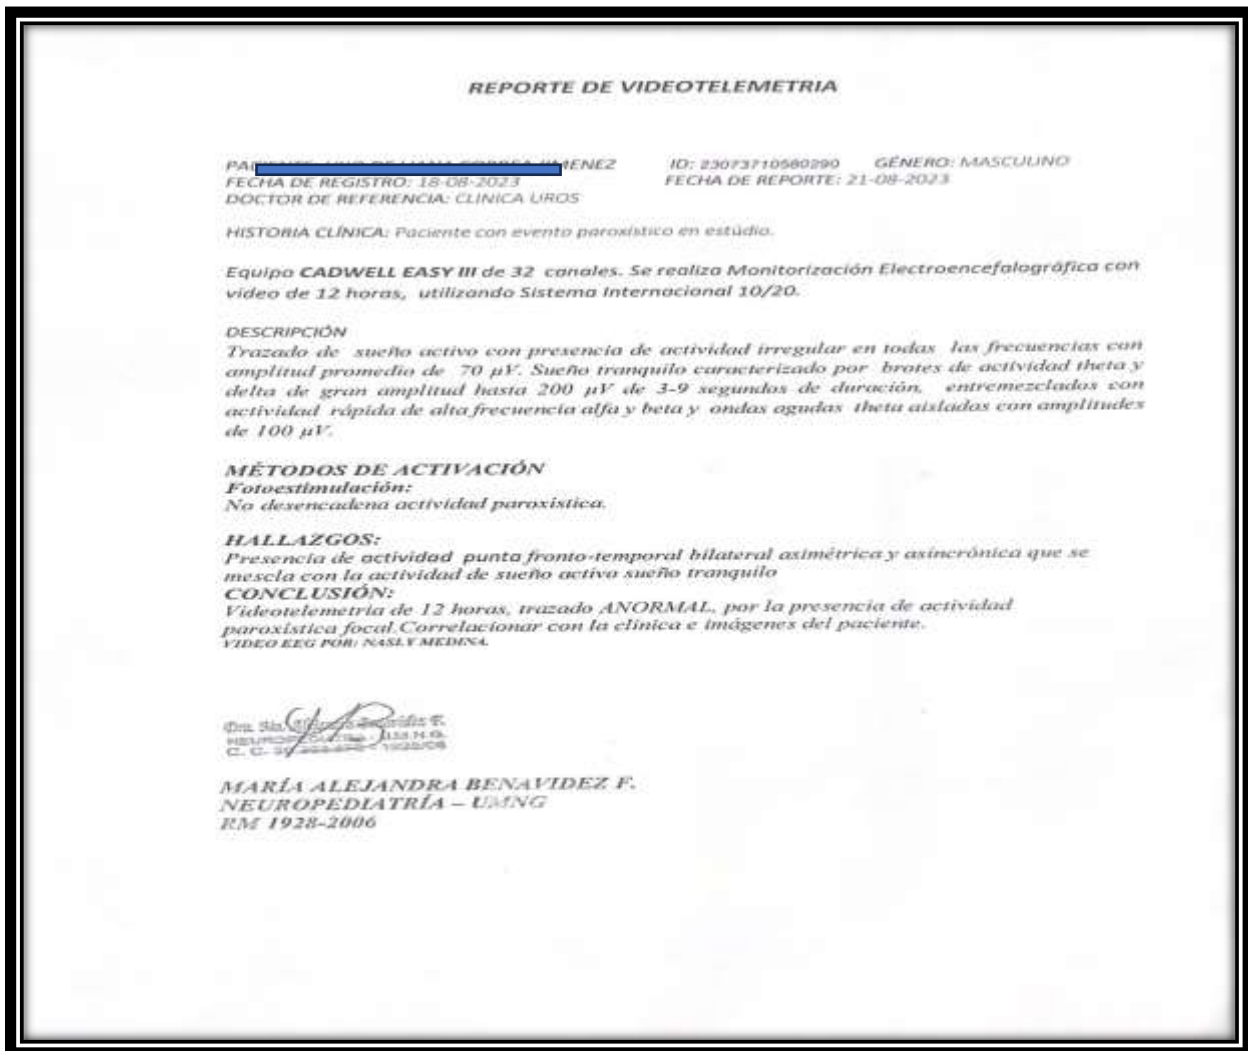 REPORTE DE VIDEOTELEMETRIA
MENEZ ID: 23073710580290 GÉNERO: MASCULINO
FECHA DE REGISTRO: 18-08-2023 FECHA DE REPORTE: 21-08-2023
DOCTOR DE REFERENCIA: CLINICA UROS
HISTORIA CLÍNICA: Paciente con evento paroxístico en estúdio.
Equipo CADWELL EASY III de 32 canales. Se realiza Monitorización Electroencefalográfica con
video de 12 horas, utilizando Sistema Internacional 10/20.
DESCRIPCIÓN
Trazado de sueño activo con presencia de actividad irregular en todas las frecuencias con
amplitud promedio de 70 µV. Sueño tranquilo caracterizado por brotes de actividad theta y
delta de gran amplitud hasta 200 µV de 3-9 segundos de duración, entremezclados con
actividad rápida de alta frecuencia alfa y beta y ondas agudas theta aisladas con amplitudes
de 100 µV.
MÉTODOS DE ACTIVACIÓN
Fotoestimulación:
No desencadena actividad paroxística.
HALLAZGOS:
Presencia de actividad punta fronto-temporal bilateral asimétrica y asincrónica que se
mescla con la actividad de sueño activo sueño tranquilo
CONCLUSIÓN:
Videotelemetria de 12 horas, trazado ANORMAL, por la presencia de actividad
paroxística focal.Correlacionar con la clínica e imágenes del paciente.
VIDEO EEG POR: NASLY MEDINA.
MARÍA ALEJANDRA BENAVIDEZ F.
NEUROPEDIATRÍA – UMNG
RM 1928-2006